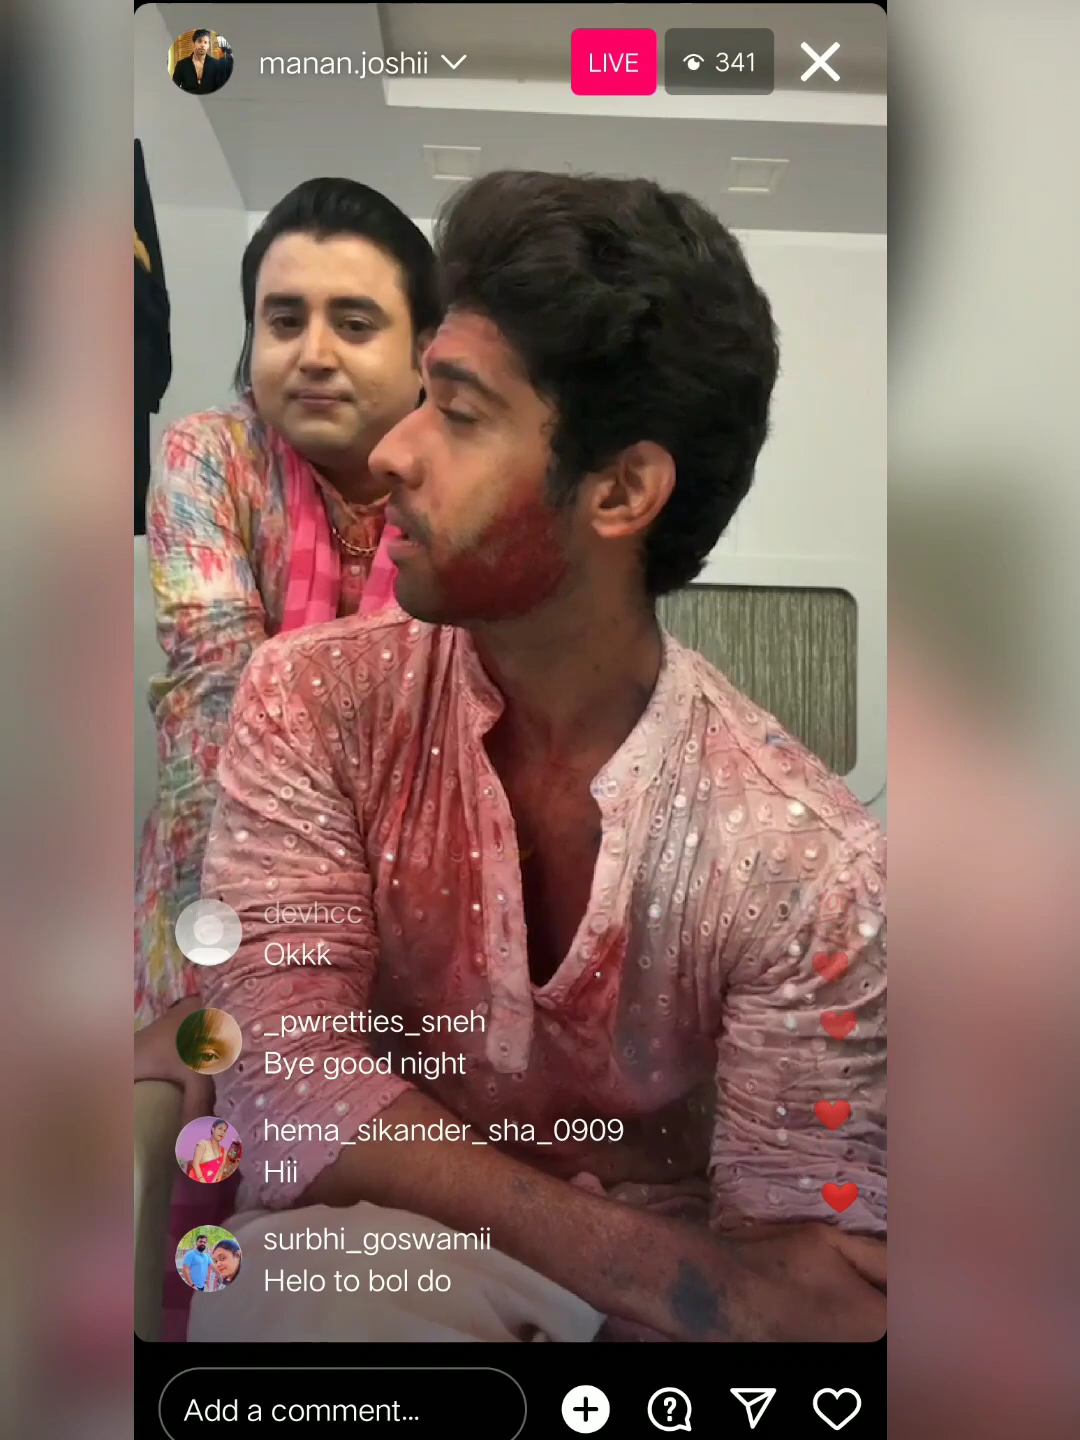 manan.joshii
LIVE
341
devhcc
Okkk
_pwretties_sneh
Bye good night
hema_sikander_sha_0909
Hii
surbhi_goswamii
Helo to bol do
Add a comment...